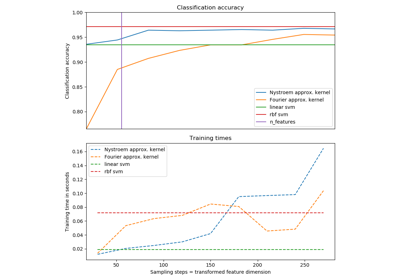 Classification accuracy
1.00
0.95
0.90
0.85
0.80
Classification accuracy
Nystroem approx. kernel
Fourier approx. kernel
linear svm
rbf svm
n_features
Training times
0.16
0.14
0.12
0.10
0.08
0.06
0.04
0.02
Training time in seconds
Nystroem approx. kernel
Fourier approx. kernel
linear svm
rbf svm
50
100
150
200
250
Sampling steps = transformed feature dimension